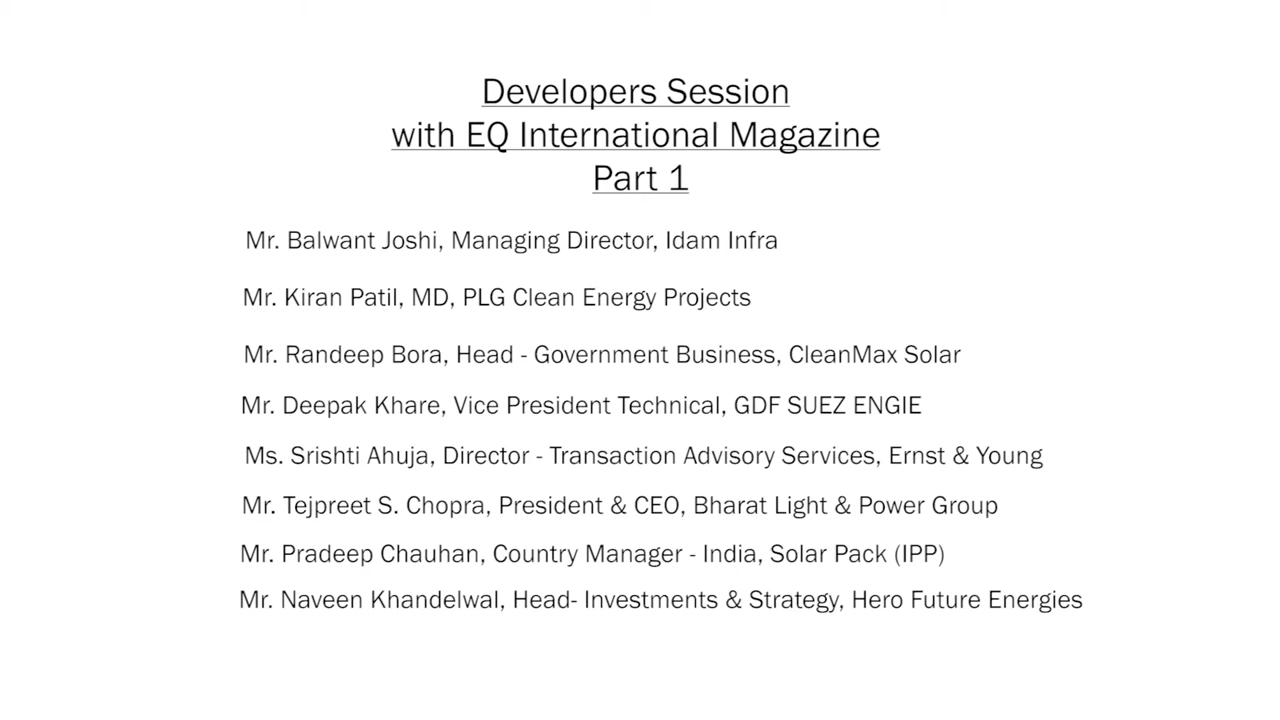 Developers Session
with EQ International Magazine
Part 1
Mr. Balwant Joshi, Managing Director, Idam Infra
Mr. Kiran Patil, MD, PLG Clean Energy Projects
Mr. Randeep Bora, Head - Government Business, CleanMax Solar
Mr. Deepak Khare, Vice President Technical, GDF SUEZ ENGIE
Ms. Srishti Ahuja, Director - Transaction Advisory Services, Ernst & Young
Mr. Tejpreet S. Chopra, President & CEO, Bharat Light & Power Group
Mr. Pradeep Chauhan, Country Manager - India, Solar Pack (IPP)
Mr. Naveen Khandelwal, Head- Investments & Strategy, Hero Future Energies